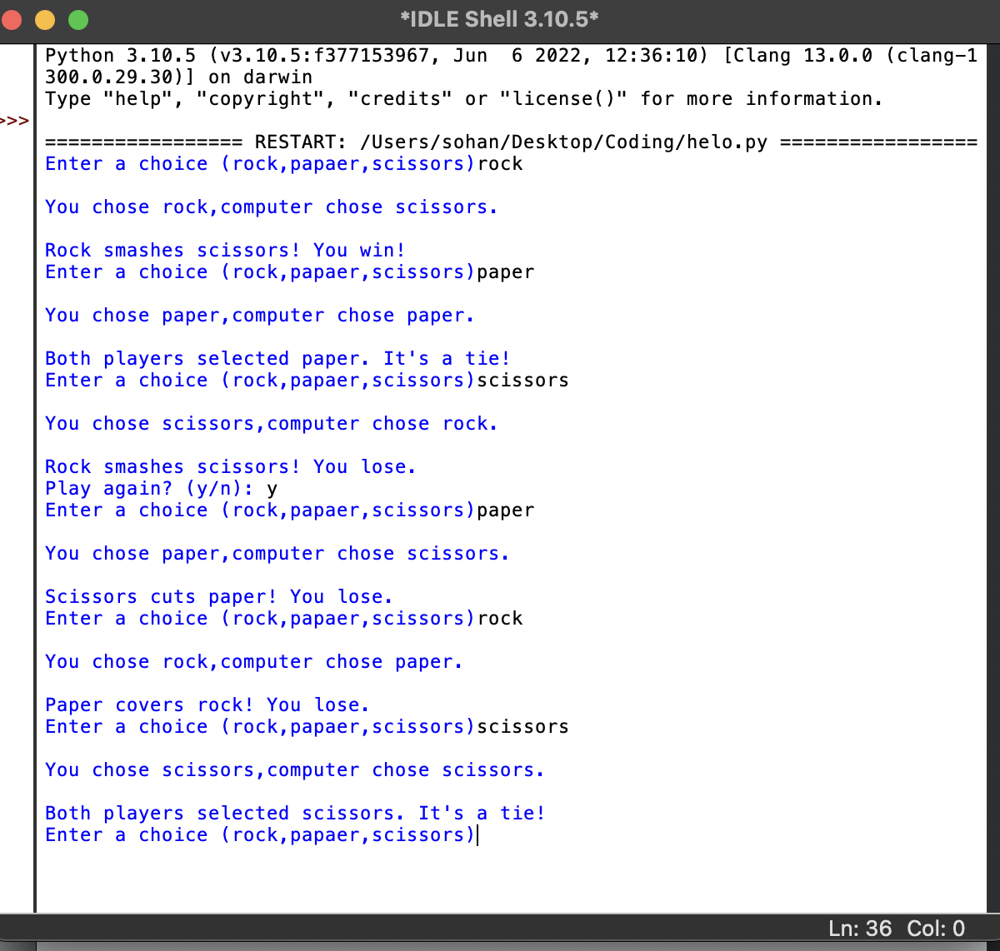 *IDLE Shell 3.10.5*
Python 3.10.5 (v3.10.5:f377153967, Jun  6 2022, 12:36:10) [Clang 13.0.0 (clang-1
300.0.29.30)] on darwin
Type "help", "copyright", "credits" or "license()" for more information.
>>>
================= RESTART: /Users/sohan/Desktop/Coding/helo.py =================
Enter a choice (rock,papaer,scissors)rock
You chose rock,computer chose scissors.
Rock smashes scissors! You win!
Enter a choice (rock,papaer,scissors)paper
You chose paper,computer chose paper.
Both players selected paper. It's a tie!
Enter a choice (rock,papaer,scissors)scissors
You chose scissors,computer chose rock.
Rock smashes scissors! You lose.
Play again? (y/n): y
Enter a choice (rock,papaer,scissors)paper
You chose paper,computer chose scissors.
Scissors cuts paper! You lose.
Enter a choice (rock,papaer,scissors)rock
You chose rock,computer chose paper.
Paper covers rock! You lose.
Enter a choice (rock,papaer,scissors)scissors
You chose scissors,computer chose scissors.
Both players selected scissors. It's a tie!
Enter a choice (rock,papaer,scissors)
Ln: 36  Col: 0